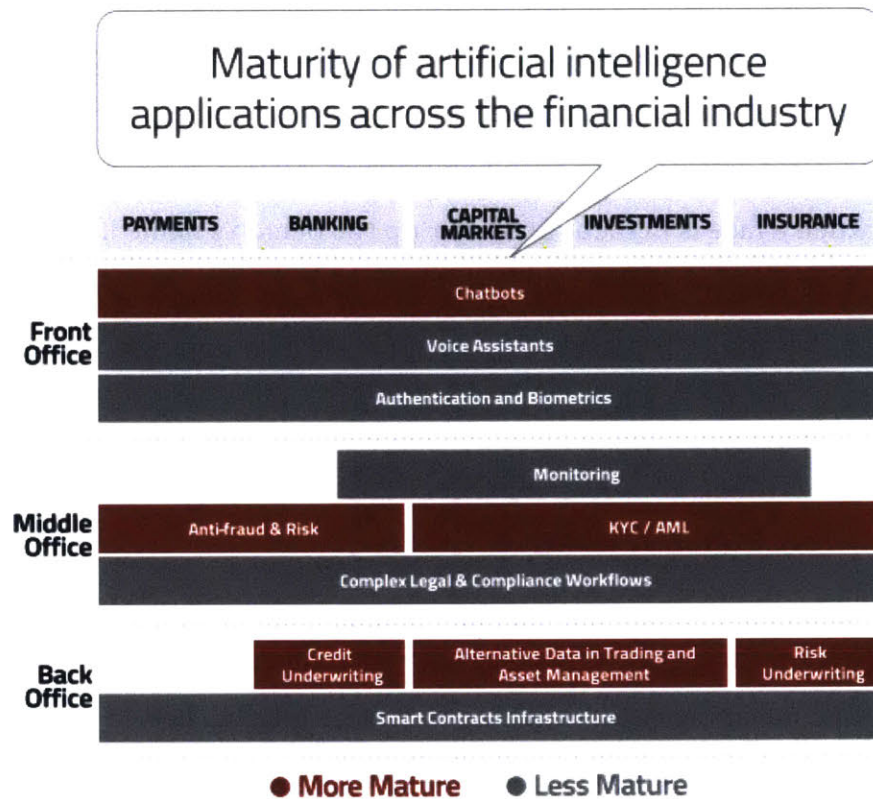 Maturity of artificial intelligence
applications across the financial industry
PAYMENTS
BANKING
CAPITAL
MARKETS
INVESTMENTS
INSURANCE
Front
Office
Chatbots
Voice Assistants
Authentication and Biometrics
Middle
Office
Monitoring
Anti-fraud & Risk
KYC / AML
Complex Legal & Compliance Workflows
Back
Office
Credit
Underwriting
Alternative Data in Trading and
Asset Management
Risk
Underwriting
Smart Contracts Infrastructure
More Mature
Less Mature